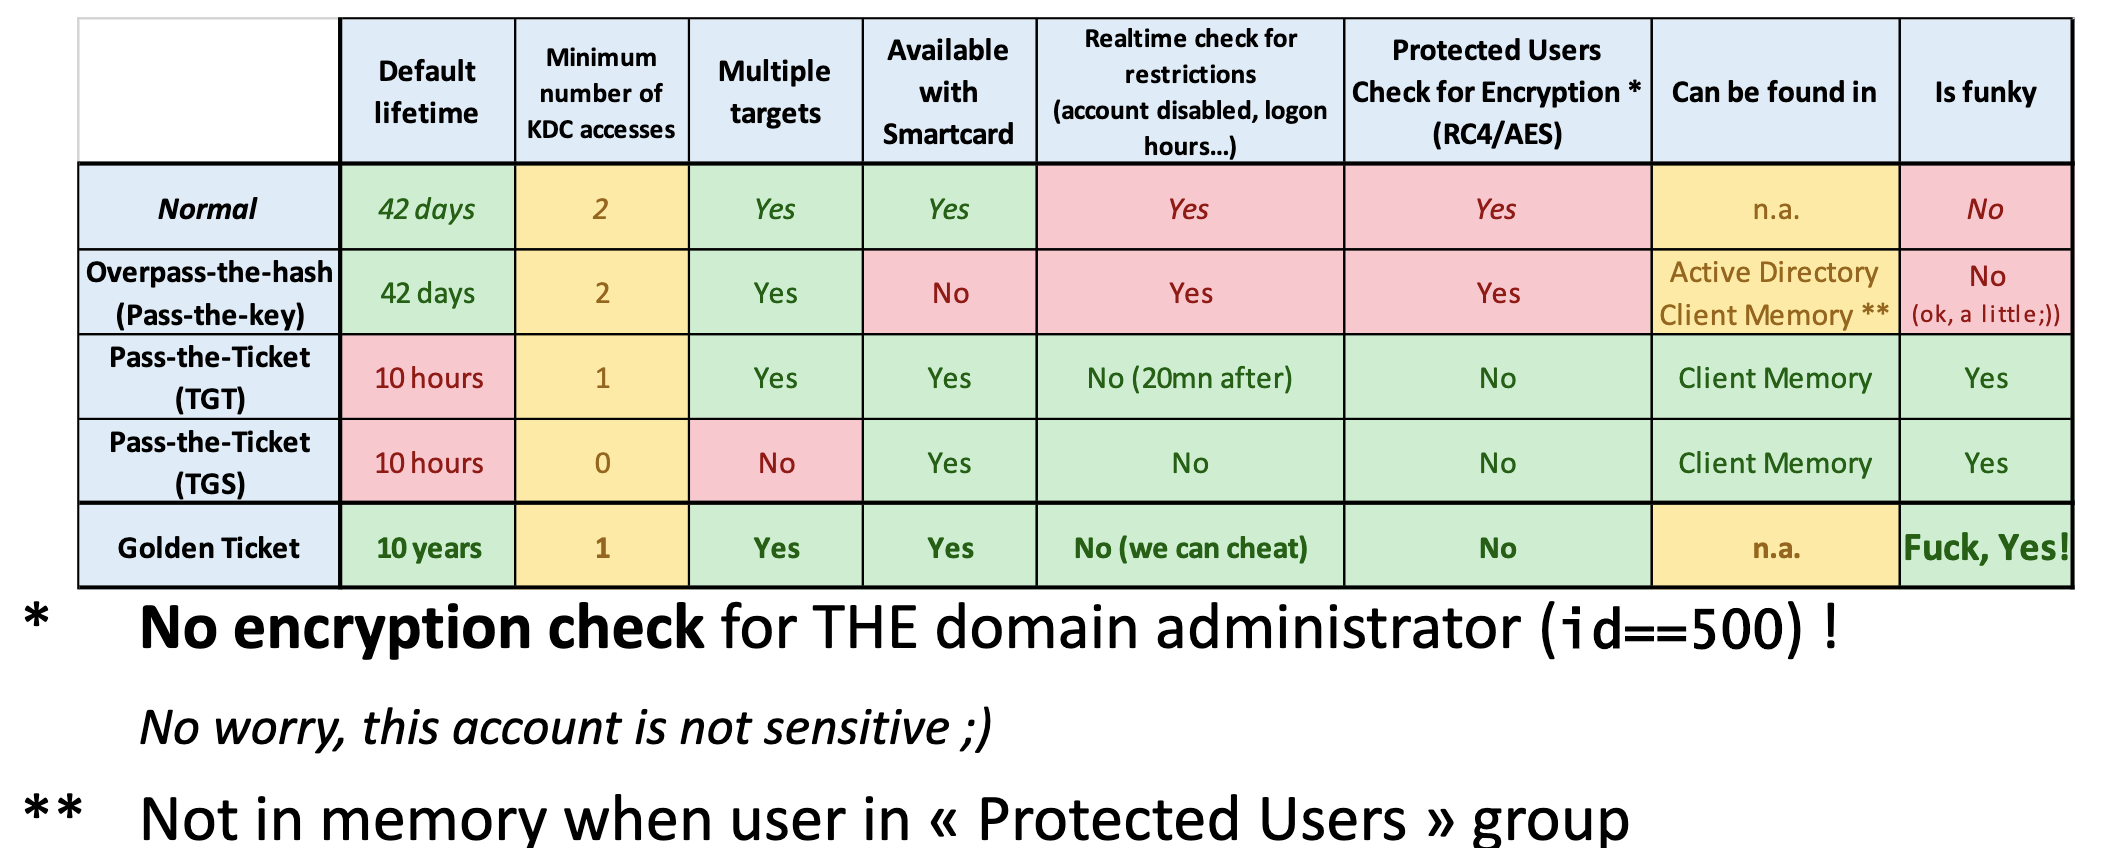 Default lifetime | Minimum number of KDC accesses | Multiple targets | Available with Smartcard | Realtime check for restrictions (account disabled, logon hours...) | Protected Users Check for Encryption * (RC4/AES) | Can be found in | Is funky
Normal | 42 days | 2 | Yes | Yes | Yes | Yes | n.a. | No
Overpass-the-hash (Pass-the-key) | 42 days | 2 | Yes | No | Yes | Yes | Active Directory Client Memory ** | No (ok, a little;))
Pass-the-Ticket (TGT) | 10 hours | 1 | Yes | Yes | No (20mn after) | No | Client Memory | Yes
Pass-the-Ticket (TGS) | 10 hours | 0 | No | Yes | No | No | Client Memory | Yes
Golden Ticket | 10 years | 1 | Yes | Yes | No (we can cheat) | No | n.a. | Fuck, Yes!
* No encryption check for THE domain administrator (id==500) !
No worry, this account is not sensitive ;)
** Not in memory when user in « Protected Users » group